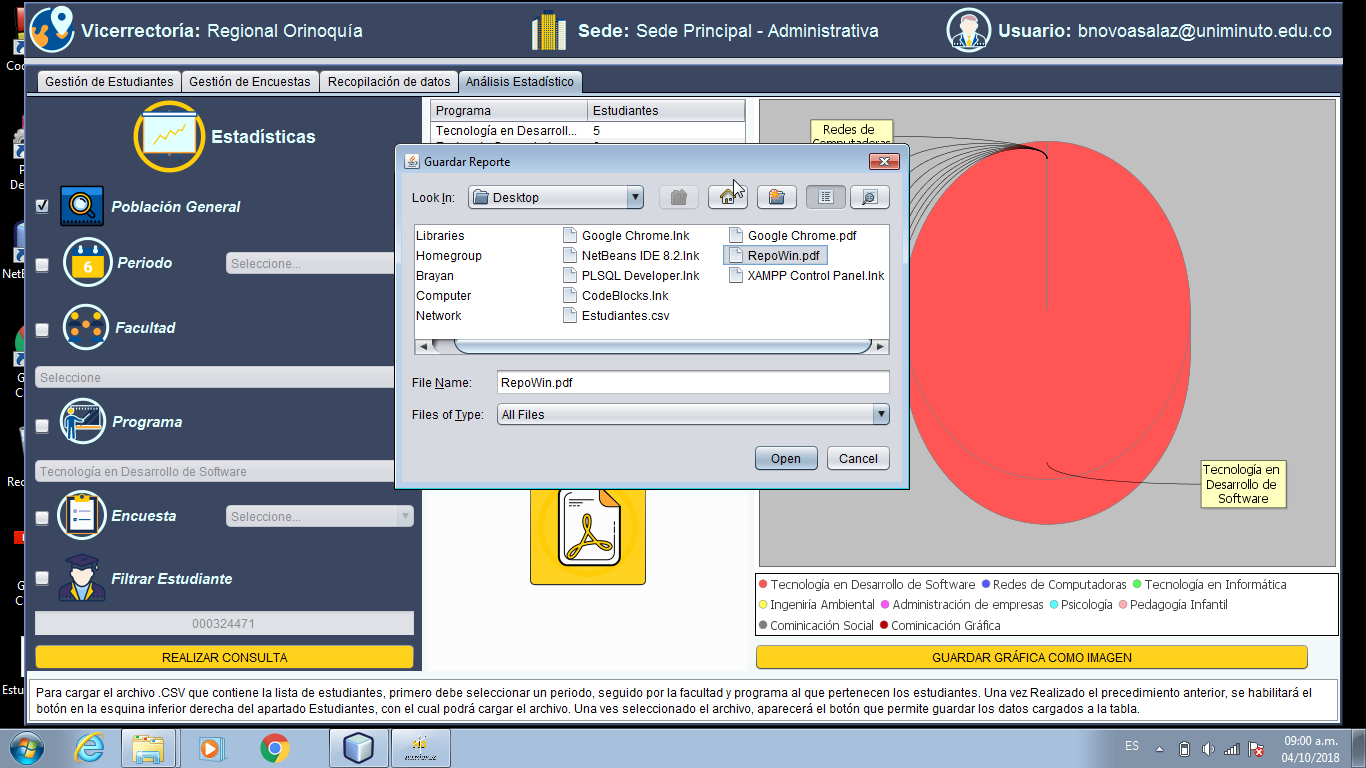 Vicerrectoría: Regional Orinoquía
Sede: Sede Principal - Administrativa
Usuario: bnovoasalaz@uniminuto.edu.co
Gestión de Estudiantes
Gestión de Encuestas
Recopilación de datos
Análisis Estadístico
Estadísticas
Población General
Periodo
Seleccione...
Facultad
Seleccione
Programa
Tecnología en Desarrollo de Software
Encuesta
Seleccione...
Filtrar Estudiante
000324471
REALIZAR CONSULTA
Programa Estudiantes
Tecnología en Desarroll... 5
Guardar Reporte
Look In: Desktop
Libraries
Homegroup
Brayan
Computer
Network
Google Chrome.lnk
NetBeans IDE 8.2.lnk
PLSQL Developer.lnk
CodeBlocks.lnk
Estudiantes.csv
Google Chrome.pdf
RepoWin.pdf
XAMPP Control Panel.lnk
File Name: RepoWin.pdf
Files of Type: All Files
Open
Cancel
Redes de
Computadoras
Tecnología en
Desarrollo de
Software
Tecnología en Desarrollo de Software Redes de Computadoras Tecnología en Informática
Ingeniría Ambiental Administración de empresas Psicología Pedagogía Infantil
Cominicación Social Cominicación Gráfica
GUARDAR GRÁFICA COMO IMAGEN
Para cargar el archivo .CSV que contiene la lista de estudiantes, primero debe seleccionar un periodo, seguido por la facultad y programa al que pertenecen los estudiantes. Una vez Realizado el precedimiento anterior, se habilitará el
botón en la esquina inferior derecha del apartado Estudiantes, con el cual podrá cargar el archivo. Una ves seleccionado el archivo, aparecerá el botón que permite guardar los datos cargados a la tabla.
6
ES
09:00 a.m.
04/10/2018